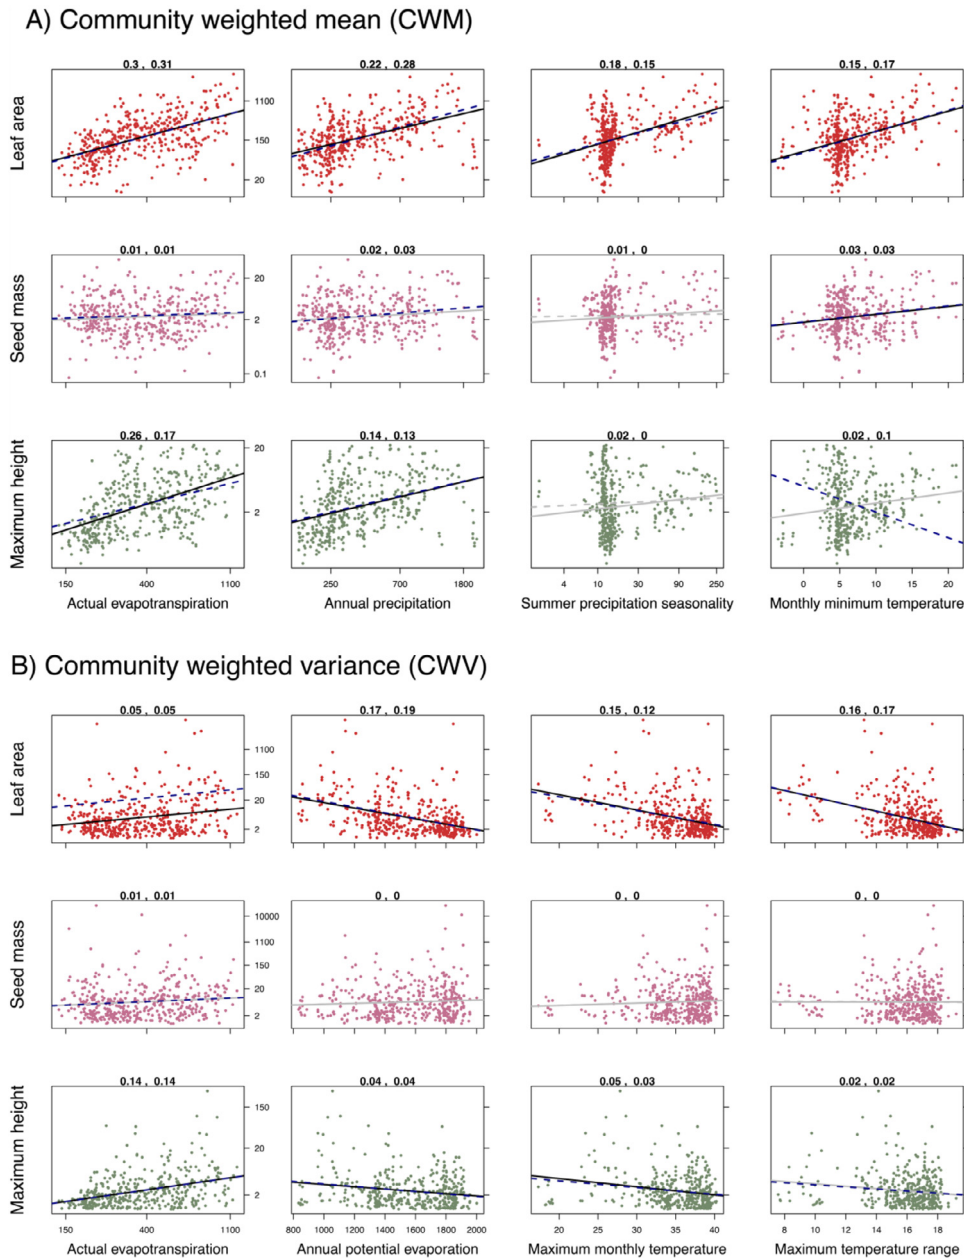 A) Community weighted mean (CWM)
0.3 , 0.31
0.22 , 0.28
0.18 , 0.15
0.15 , 0.17
Leaf area
1100
150
20
0.01 , 0.01
0.02 , 0.03
0.01 , 0
0.03 , 0.03
Seed mass
20
2
0.1
0.26 , 0.17
0.14 , 0.13
0.02 , 0
0.02 , 0.1
Maximum height
20
2
150 400 1100
250 700 1800
4 10 30 90 250
0 5 10 15 20
Actual evapotranspiration
Annual precipitation
Summer precipitation seasonality
Monthly minimum temperature
B) Community weighted variance (CWV)
0.05 , 0.05
0.17 , 0.19
0.15 , 0.12
0.16 , 0.17
Leaf area
1100
150
20
2
0.01 , 0.01
0 , 0
0 , 0
0 , 0
Seed mass
10000
1100
150
20
2
0.14 , 0.14
0.04 , 0.04
0.05 , 0.03
0.02 , 0.02
Maximum height
150
20
2
150 400 1100
800 1000 1200 1400 1600 1800 2000
20 25 30 35 40
8 10 12 14 16 18
Actual evapotranspiration
Annual potential evaporation
Maximum monthly temperature
Maximum temperature range